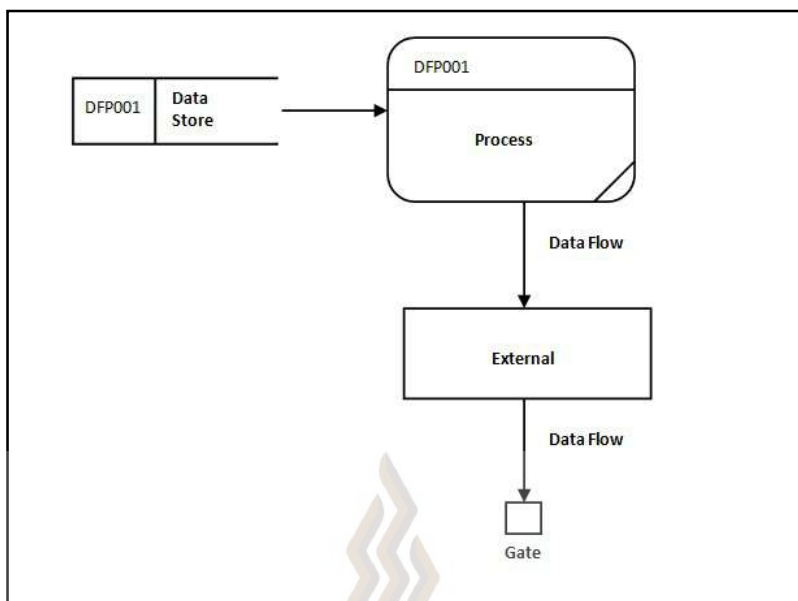 DFP001
Data
Store
DFP001
Process
Data Flow
External
Data Flow
Gate